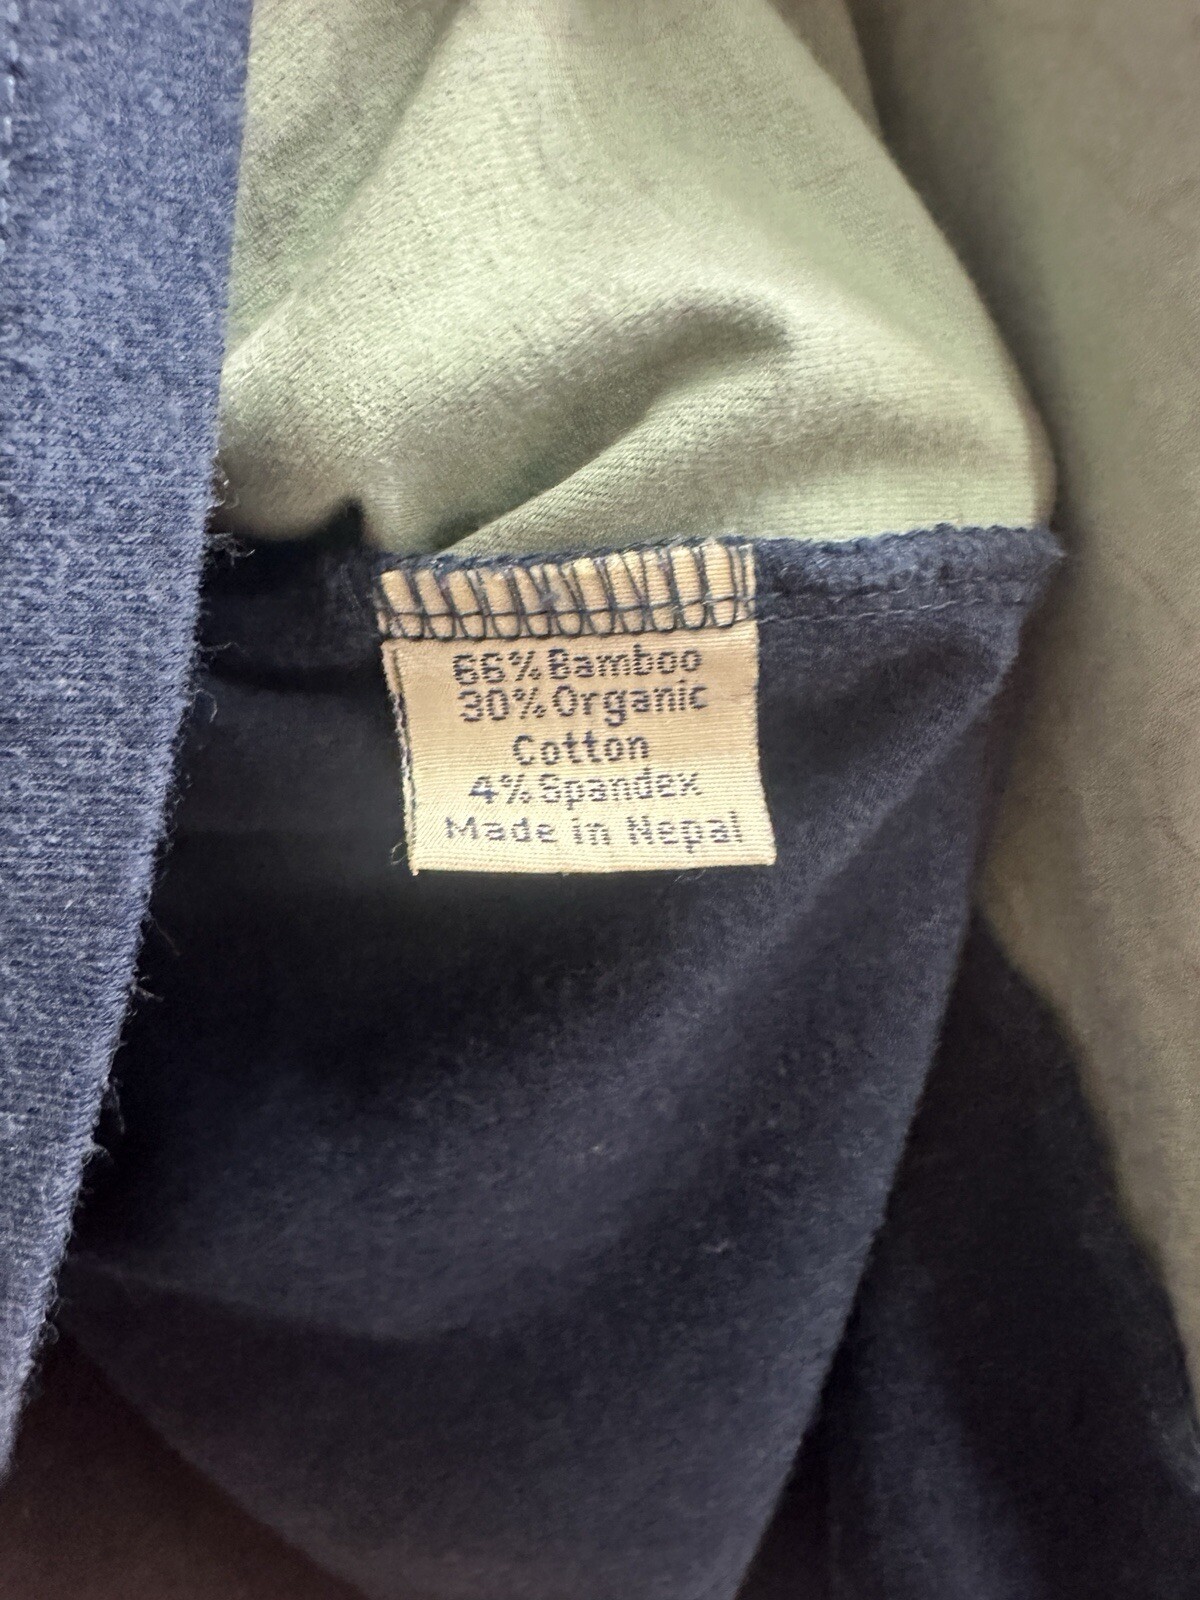 66% Bamboo
30% Organic
Cotton
4% Spandex
Made in Nepal